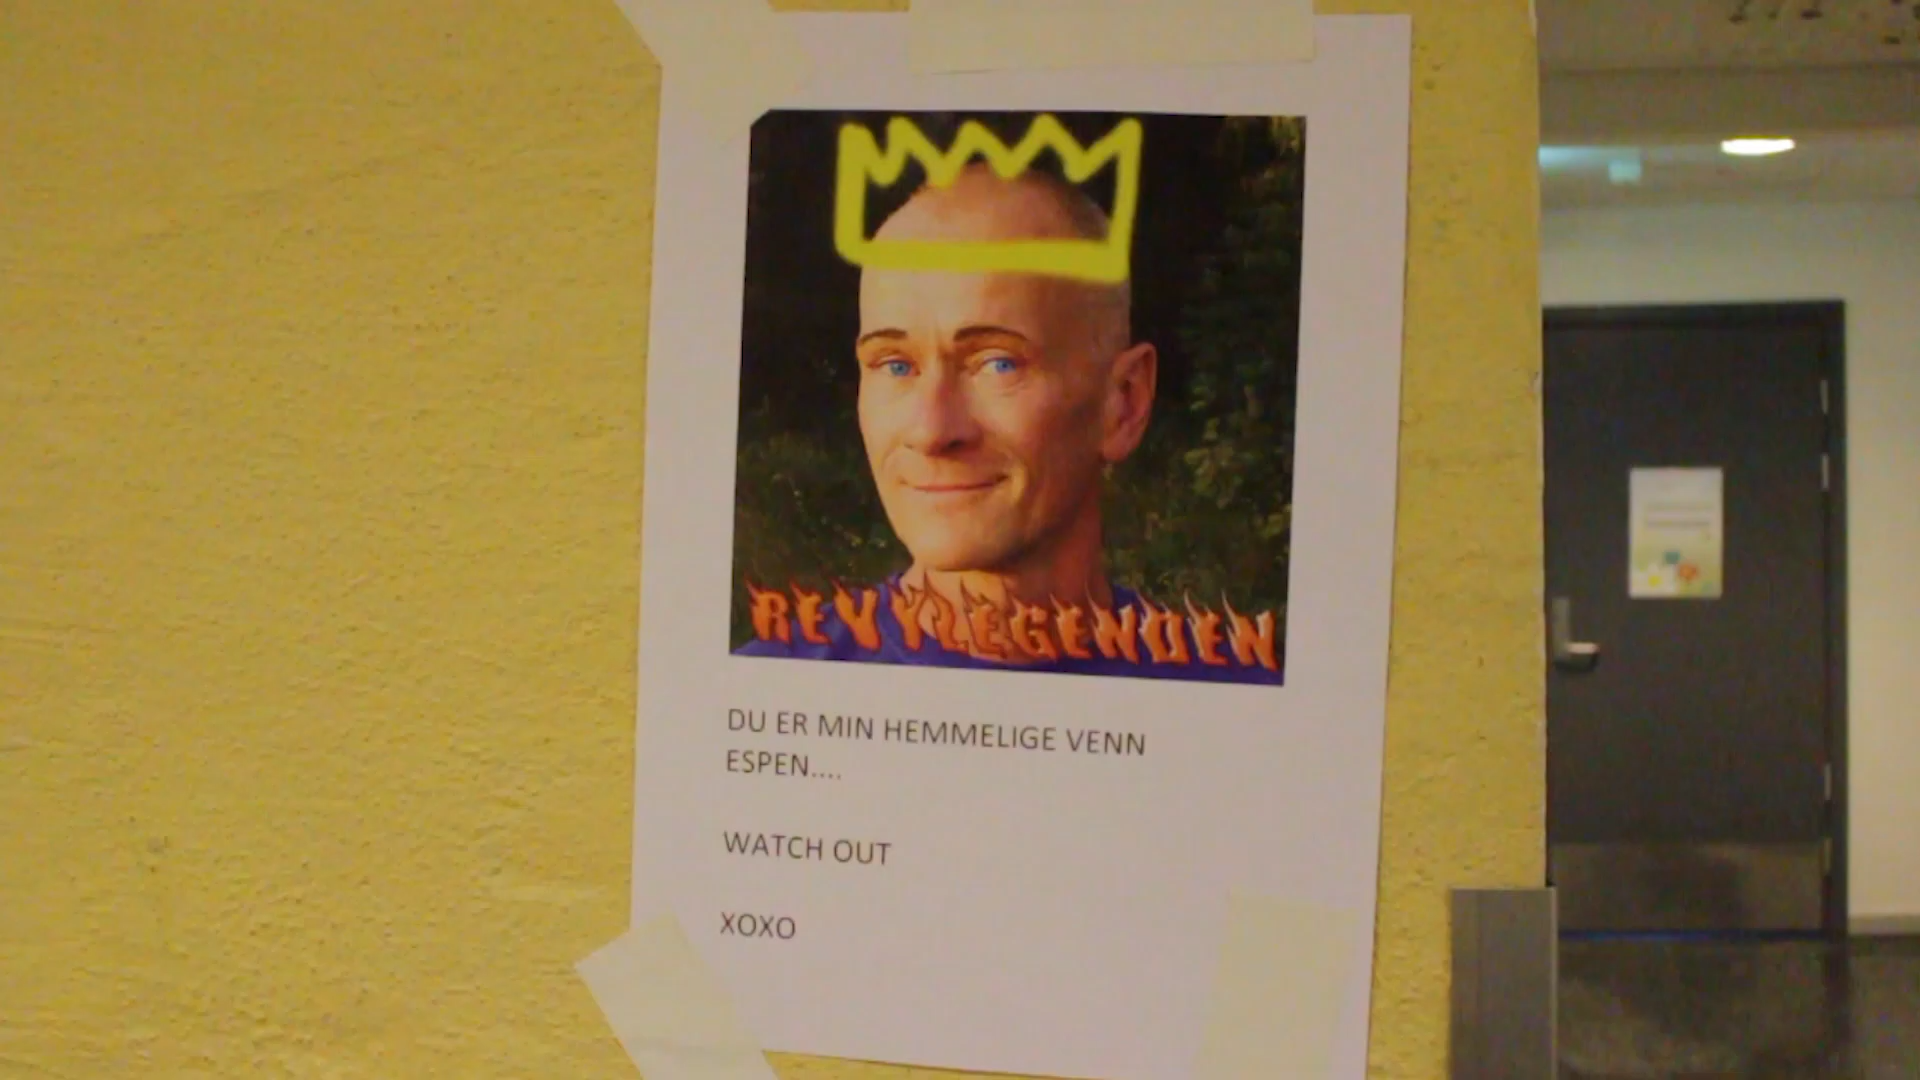 REVYLEGENDEN
DU ER MIN HEMMELIGE VENN
ESPEN....
WATCH OUT
XOXO